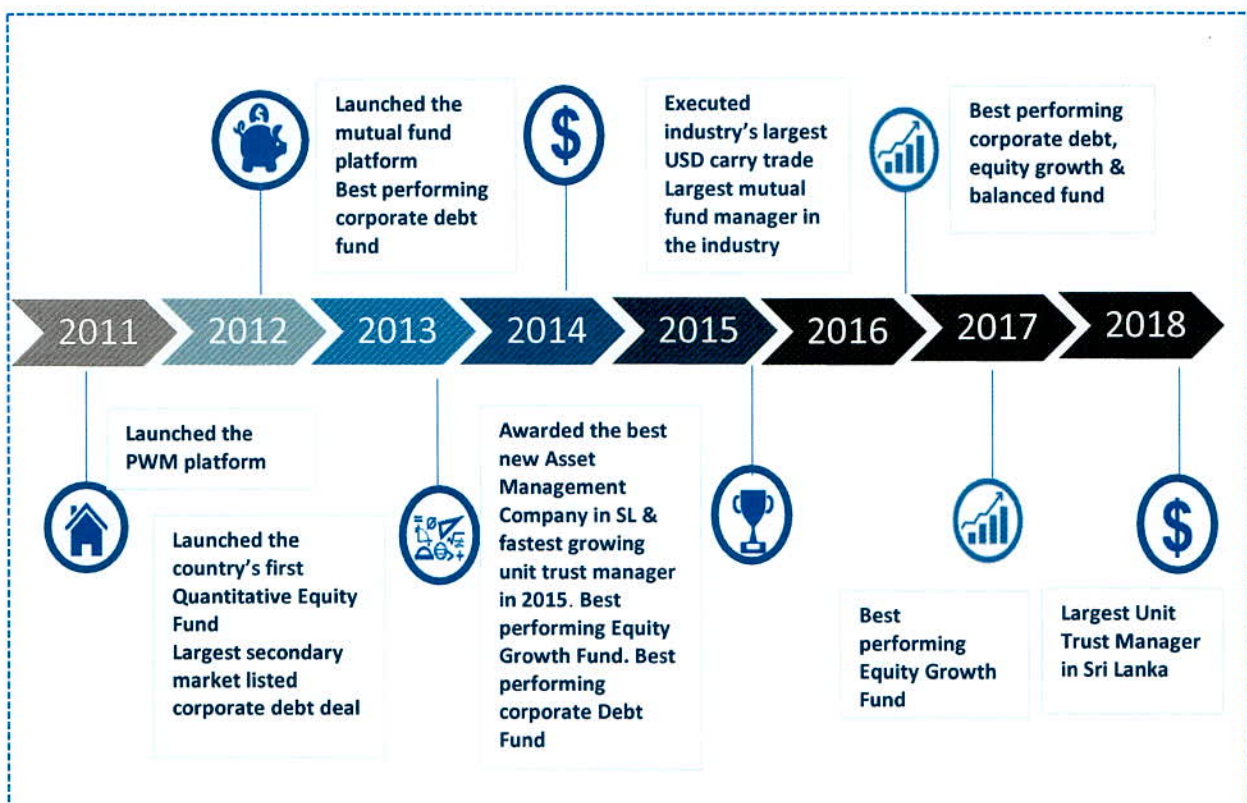 Launched the
mutual fund
platform
Best performing
corporate debt
fund
Executed
industry's largest
USD carry trade
Largest mutual
fund manager in
the industry
Best performing
corporate debt,
equity growth &
balanced fund
2011
2012
2013
2014
2015
2016
2017
2018
Launched the
PWM platform
Launched the
country's first
Quantitative Equity
Fund
Largest secondary
market listed
corporate debt deal
Awarded the best
new Asset
Management
Company in SL &
fastest growing
unit trust manager
in 2015. Best
performing Equity
Growth Fund. Best
performing
corporate Debt
Fund
Best
performing
Equity Growth
Fund
Largest Unit
Trust Manager
in Sri Lanka